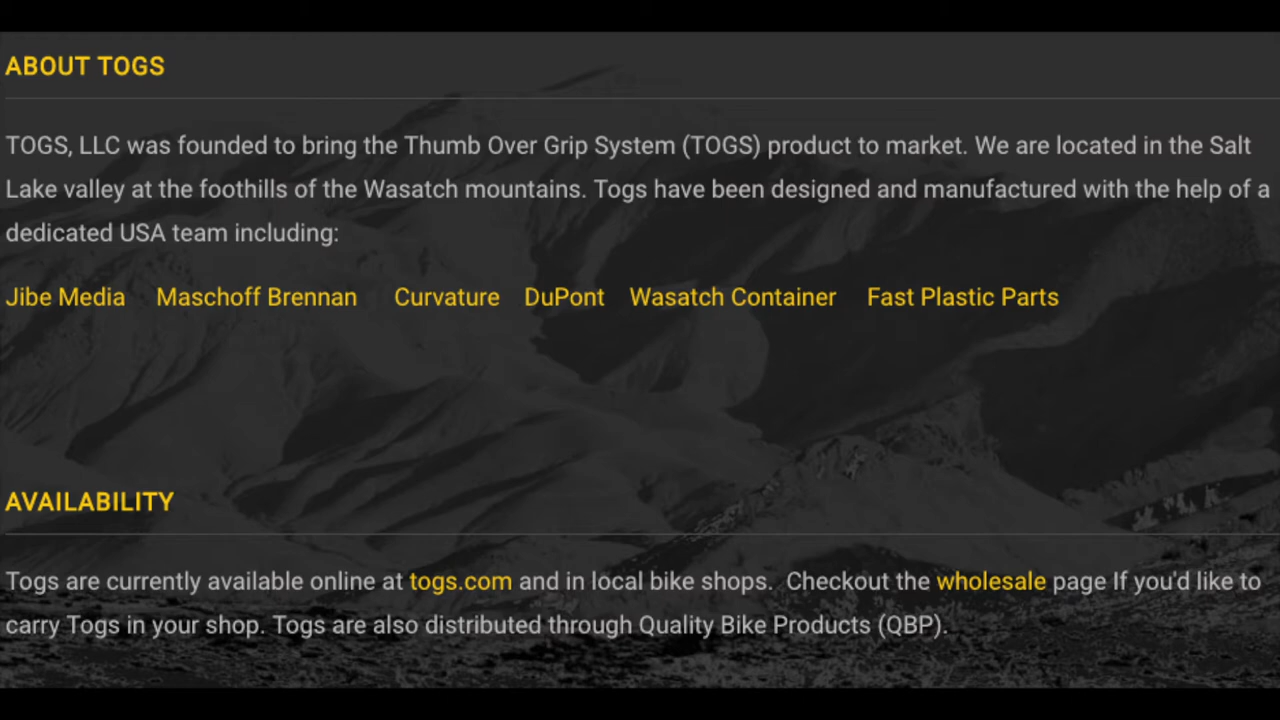 ABOUT TOGS
TOGS, LLC was founded to bring the Thumb Over Grip System (TOGS) product to market. We are located in the Salt
Lake valley at the foothills of the Wasatch mountains. Togs have been designed and manufactured with the help of a
dedicated USA team including:
Jibe Media Maschoff Brennan Curvature DuPont Wasatch Container Fast Plastic Parts
AVAILABILITY
Togs are currently available online at togs.com and in local bike shops. Checkout the wholesale page If you'd like to
carry Togs in your shop. Togs are also distributed through Quality Bike Products (QBP).